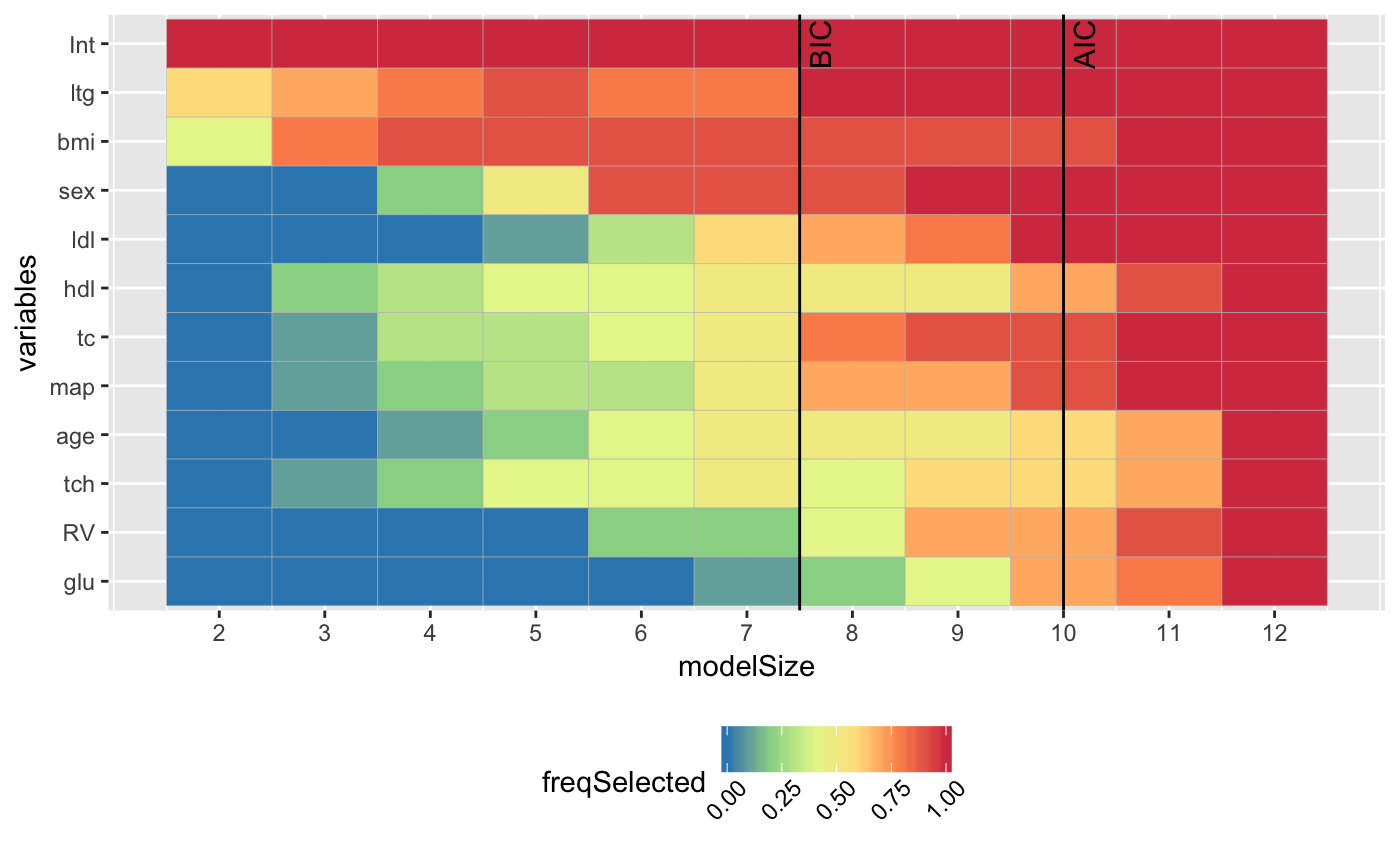 Int
ltg
bmi
sex
ldl
hdl
tc
map
age
tch
RV
glu
variables
BIC
AIC
2 3 4 5 6 7 8 9 10 11 12
modelSize
freqSelected
0.00 0.25 0.50 0.75 1.00